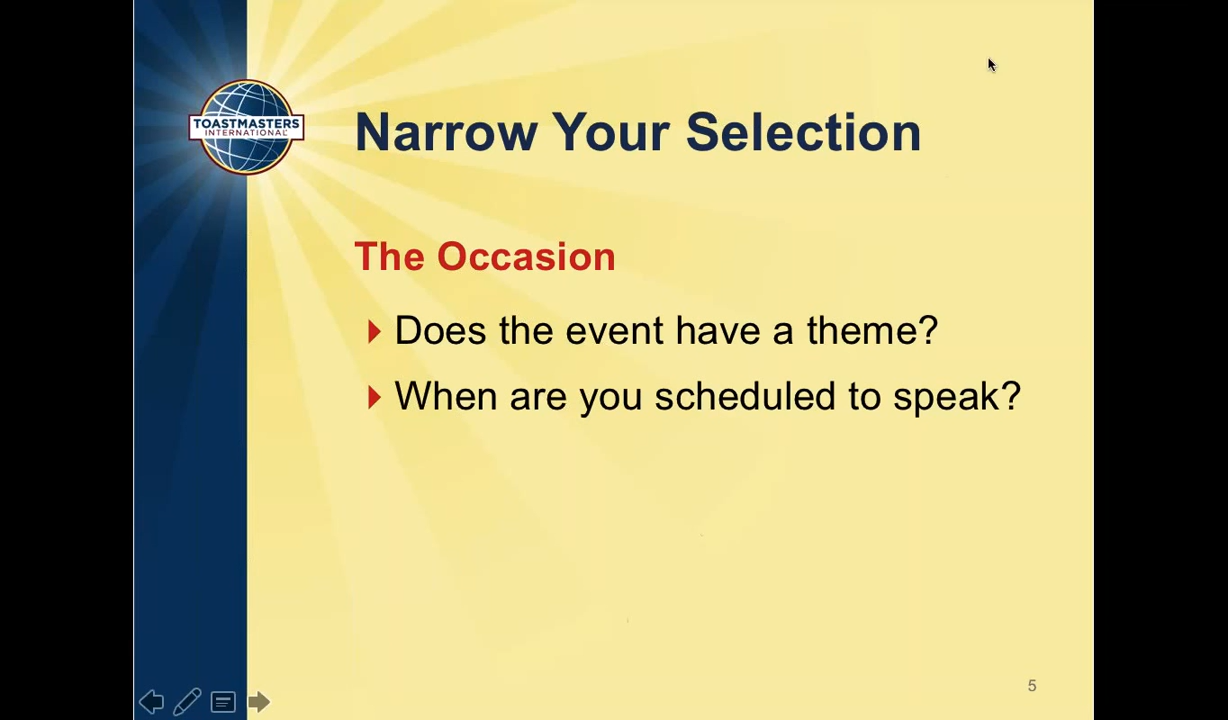 TOASTMASTERS
INTERNATIONAL
Narrow Your Selection
The Occasion
Does the event have a theme?
When are you scheduled to speak?
5